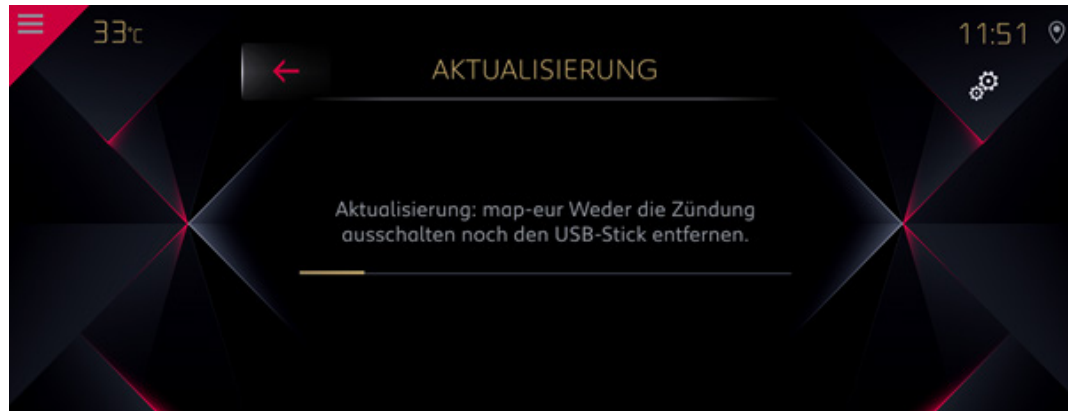 33°C
11:51
AKTUALISIERUNG
Aktualisierung: map-eur Weder die Zündung
ausschalten noch den USB-Stick entfernen.